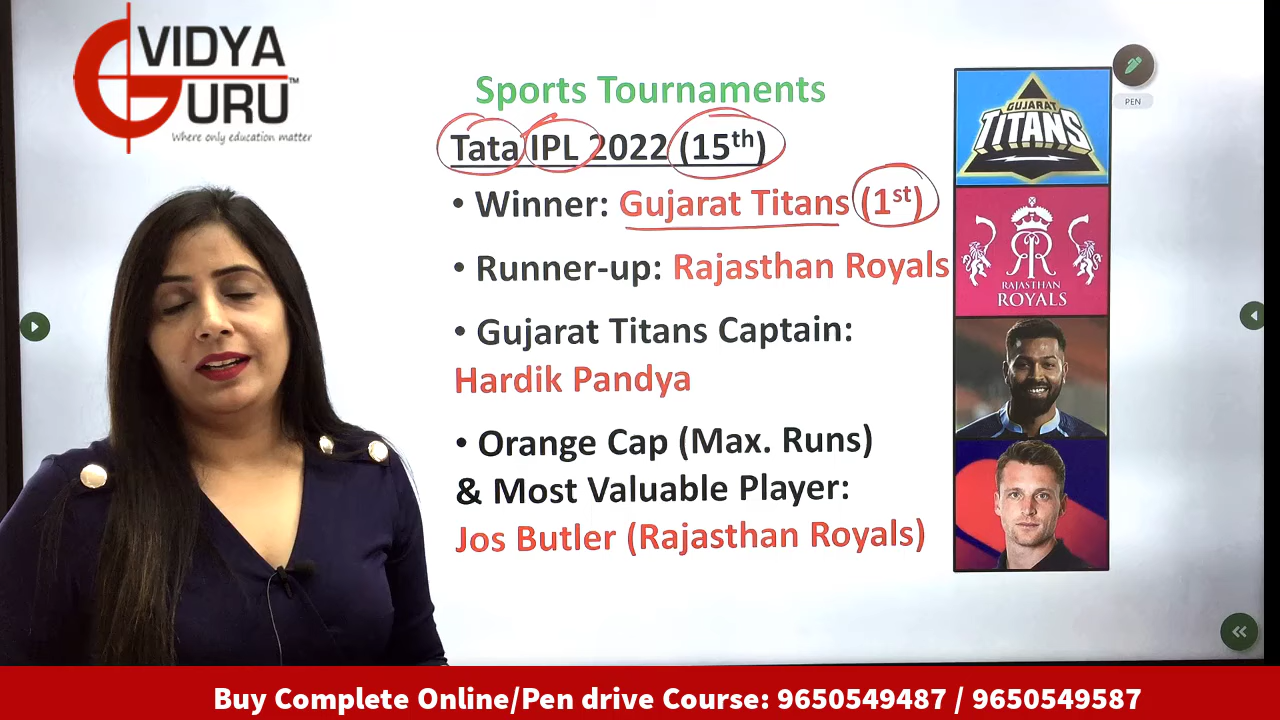 VIDYA
GURU™
Where only education matter
Sports Tournaments
Tata IPL 2022 (15th)
• Winner: Gujarat Titans (1st)
• Runner-up: Rajasthan Royals
• Gujarat Titans Captain:
Hardik Pandya
• Orange Cap (Max. Runs)
& Most Valuable Player:
Jos Butler (Rajasthan Royals)
GUJARAT
TITANS
RR
RAJASTHAN
ROYALS
PEN
Buy Complete Online/Pen drive Course: 9650549487 / 9650549587